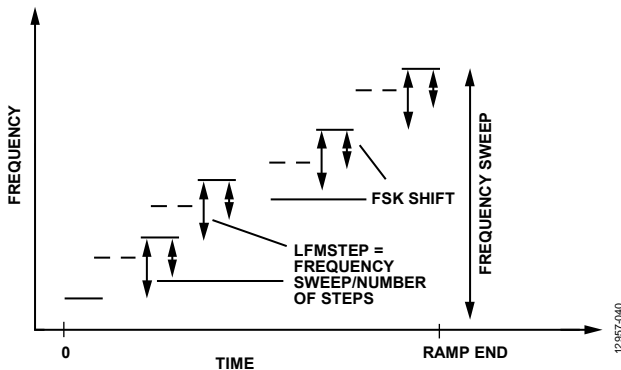 FREQUENCY
FREQUENCY SWEEP
FSK SHIFT
LFMSTEP =
FREQUENCY
SWEEP/NUMBER
OF STEPS
0
TIME
RAMP END
12957-040